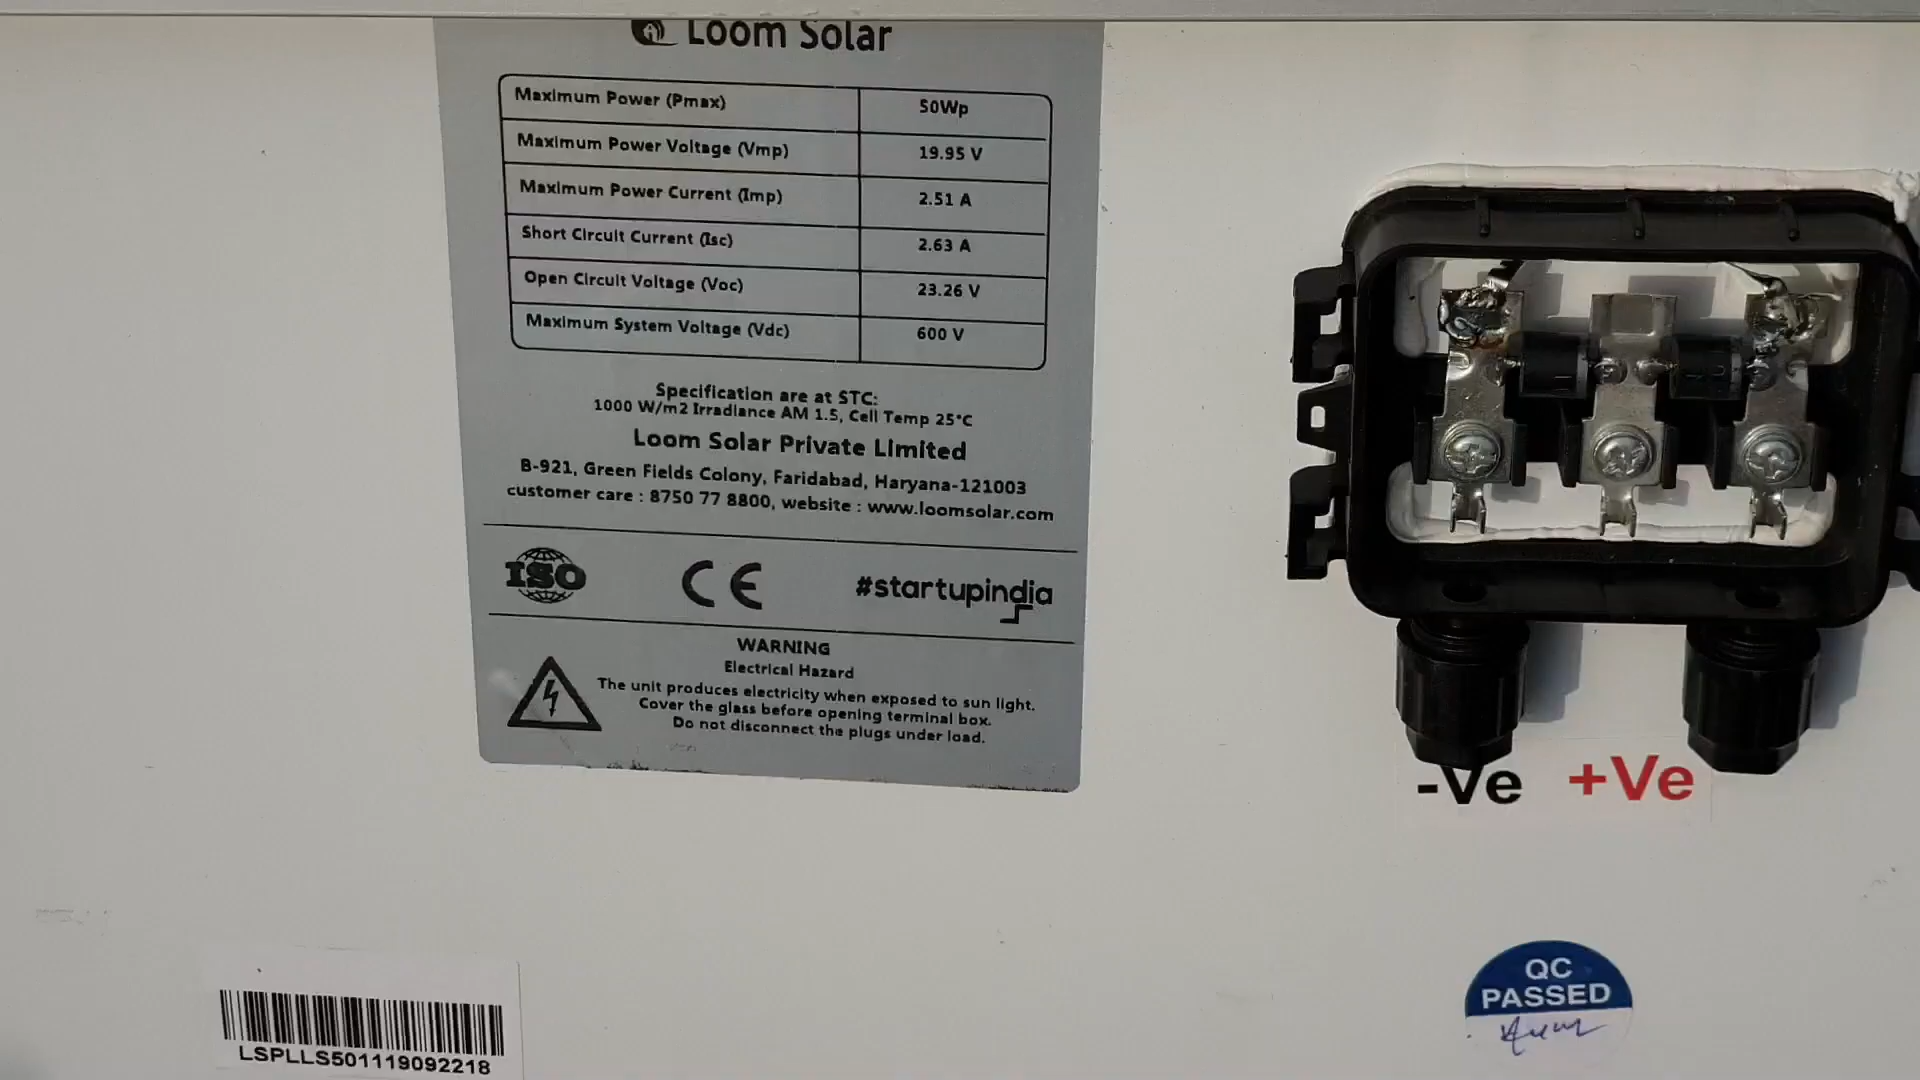 Loom Solar
Maximum Power (Pmax) 50Wp
Maximum Power Voltage (Vmp) 19.95 V
Maximum Power Current (Imp) 2.51 A
Short Circuit Current (Isc) 2.63 A
Open Circuit Voltage (Voc) 23.26 V
Maximum System Voltage (Vdc) 600 V
Specification are at STC:
1000 W/m2 Irradiance AM 1.5, Cell Temp 25°C
Loom Solar Private Limited
B-921, Green Fields Colony, Faridabad, Haryana-121003
customer care : 8750 77 8800, website : www.loomsolar.com
ISO CE #startupindia
WARNING
Electrical Hazard
The unit produces electricity when exposed to sun light.
Cover the glass before opening terminal box.
Do not disconnect the plugs under load.
-Ve +Ve
QC
PASSED
LSPLLS501119092218